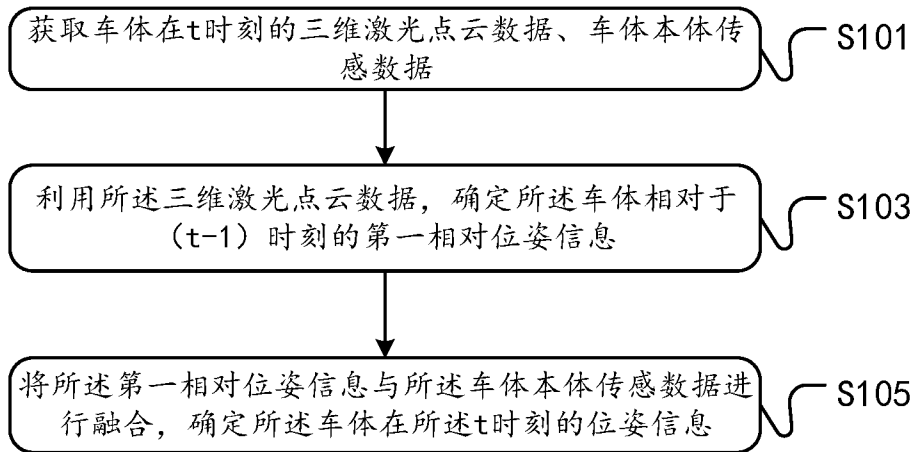 获取车体在t时刻的三维激光点云数据、车体本体传
感数据
S101
利用所述三维激光点云数据，确定所述车体相对于
（t-1）时刻的第一相对位姿信息
S103
将所述第一相对位姿信息与所述车体本体传感数据进
行融合，确定所述车体在所述t时刻的位姿信息
S105